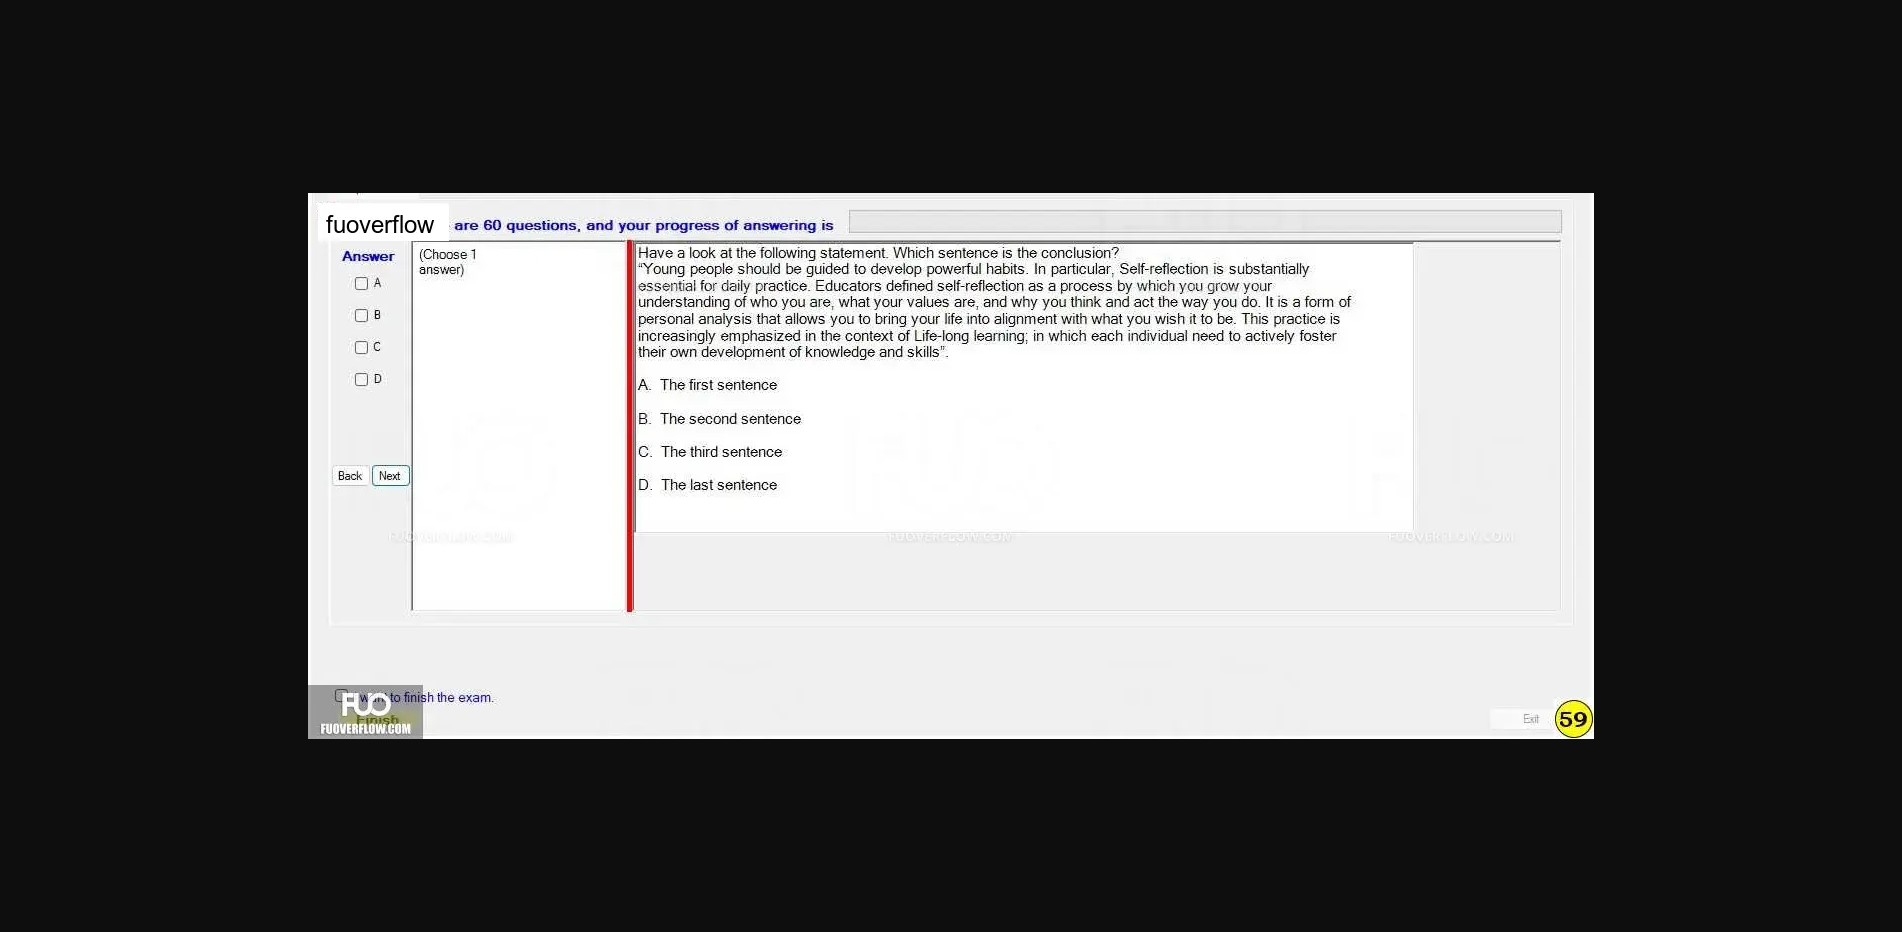 fuoverflow are 60 questions, and your progress of answering is
Answer
(Choose 1
answer)
A
B
C
D
Back Next
Have a look at the following statement. Which sentence is the conclusion?
“Young people should be guided to develop powerful habits. In particular, Self-reflection is substantially
essential for daily practice. Educators defined self-reflection as a process by which you grow your
understanding of who you are, what your values are, and why you think and act the way you do. It is a form of
personal analysis that allows you to bring your life into alignment with what you wish it to be. This practice is
increasingly emphasized in the context of Life-long learning; in which each individual need to actively foster
their own development of knowledge and skills”.
A. The first sentence
B. The second sentence
C. The third sentence
D. The last sentence
FUOVERFLOW.COM
FUOVERFLOW.COM
FUOVERFLOW.COM
want to finish the exam.
FUO
Finish
FUOVERFLOW.COM
Exit
59